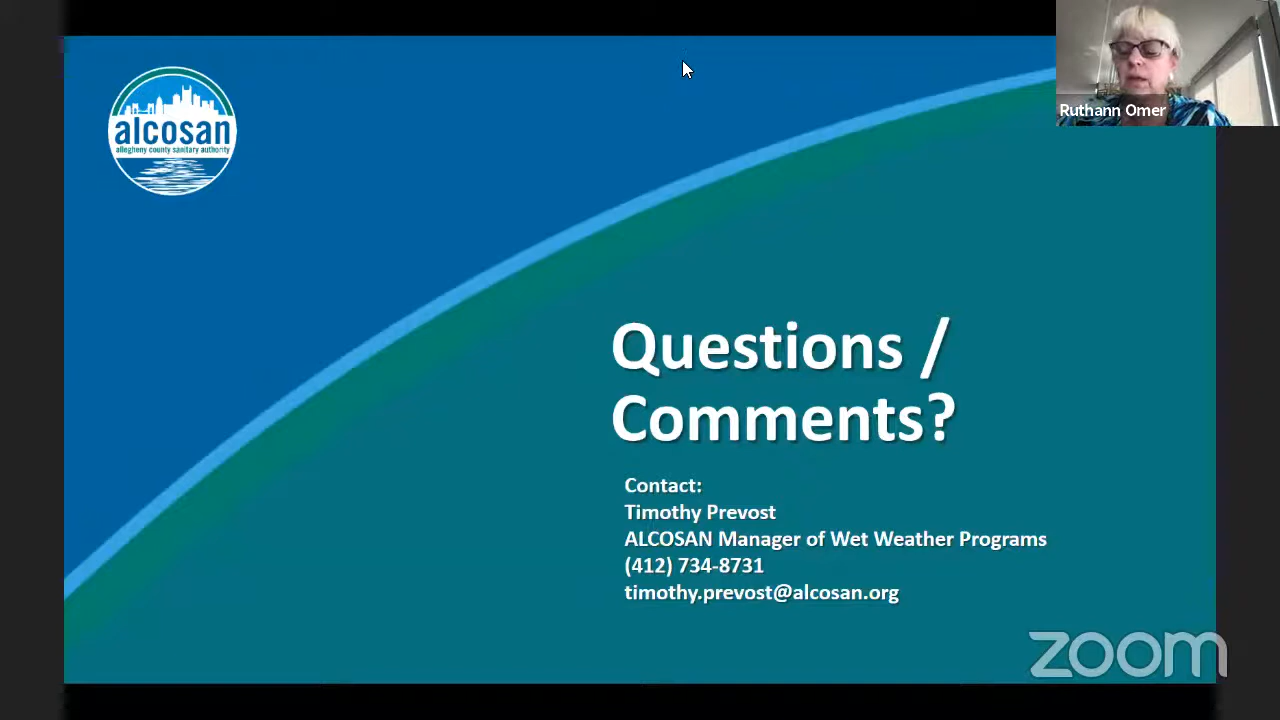 alcosan
allegheny county sanitary authority
Ruthann Omer
Questions /
Comments?
Contact:
Timothy Prevost
ALCOSAN Manager of Wet Weather Programs
(412) 734-8731
timothy.prevost@alcosan.org
zoom